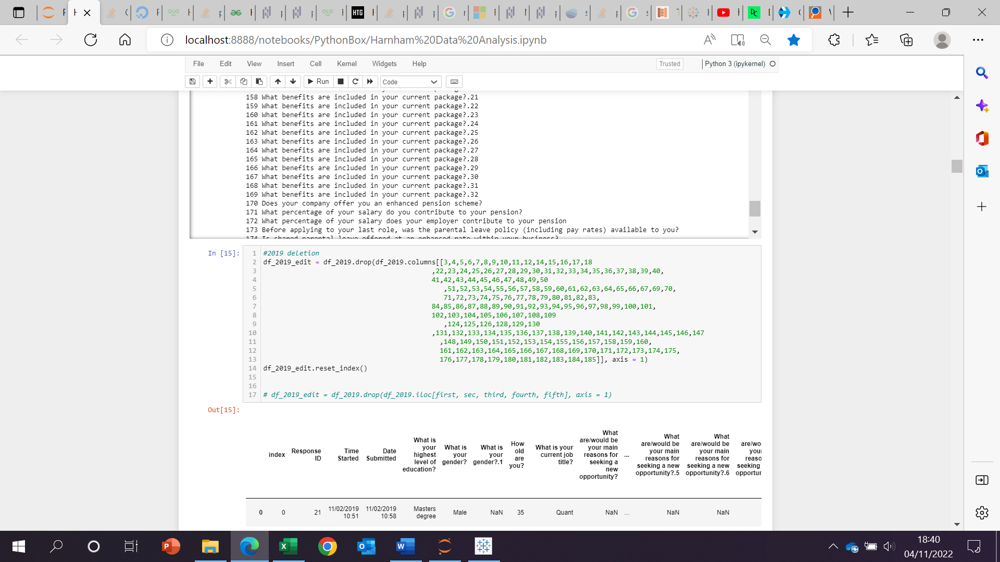 localhost:8888/notebooks/PythonBox/Harnham%20Data%20Analysis.ipynb
File Edit View Insert Cell Kernel Widgets Help
Trusted
Python 3 (ipykernel)
Run
Code
158 What benefits are included in your current package?.21
159 What benefits are included in your current package?.22
160 What benefits are included in your current package?.23
161 What benefits are included in your current package?.24
162 What benefits are included in your current package?.25
163 What benefits are included in your current package?.26
164 What benefits are included in your current package?.27
165 What benefits are included in your current package?.28
166 What benefits are included in your current package?.29
167 What benefits are included in your current package?.30
168 What benefits are included in your current package?.31
169 What benefits are included in your current package?.32
170 Does your company offer you an enhanced pension scheme?
171 What percentage of your salary do you contribute to your pension?
172 What percentage of your salary does your employer contribute to your pension
173 Before applying to your last role, was the parental leave policy (including pay rates) available to you?
174 Is shared parental leave offered at an enhanced rate within your business?
In [15]:
1 #2019 deletion
2 df_2019_edit = df_2019.drop(df_2019.columns[[3,4,5,6,7,8,9,10,11,12,14,15,16,17,18
3 ,22,23,24,25,26,27,28,29,30,31,32,33,34,35,36,37,38,39,40,
4 41,42,43,44,45,46,47,48,49,50
5 ,51,52,53,54,55,56,57,58,59,60,61,62,63,64,65,66,67,69,70,
6 71,72,73,74,75,76,77,78,79,80,81,82,83,
7 84,85,86,87,88,89,90,91,92,93,94,95,96,97,98,99,100,101,
8 102,103,104,105,106,107,108,109
9 ,124,125,126,128,129,130
10 ,131,132,133,134,135,136,137,138,139,140,141,142,143,144,145,146,147
11 ,148,149,150,151,152,153,154,155,156,157,158,159,160,
12 161,162,163,164,165,166,167,168,169,170,171,172,173,174,175,
13 176,177,178,179,180,181,182,183,184,185]], axis = 1)
14 df_2019_edit.reset_index()
15
16
17 # df_2019_edit = df_2019.drop(df_2019.iloc[first, sec, third, fourth, fifth], axis = 1)
Out[15]:
index
Response
ID
Time
Started
Date
Submitted
What is
your
highest
level of
education?
What is
your
gender?
What is
your
gender?.1
How
old
are
you?
What is your
current job
title?
What
are/would be
your main
reasons for
seeking a
new
opportunity?
...
What
are/would be
your main
reasons for
seeking a new
opportunity?.5
What
are/would be
your main
reasons for
seeking a new
opportunity?.6
are/wou
your
reaso
seeking
opportur
0 0 21 11/02/2019 10:51 11/02/2019 10:58 Masters degree Male NaN 35 Quant NaN ... NaN NaN
18:40
04/11/2022